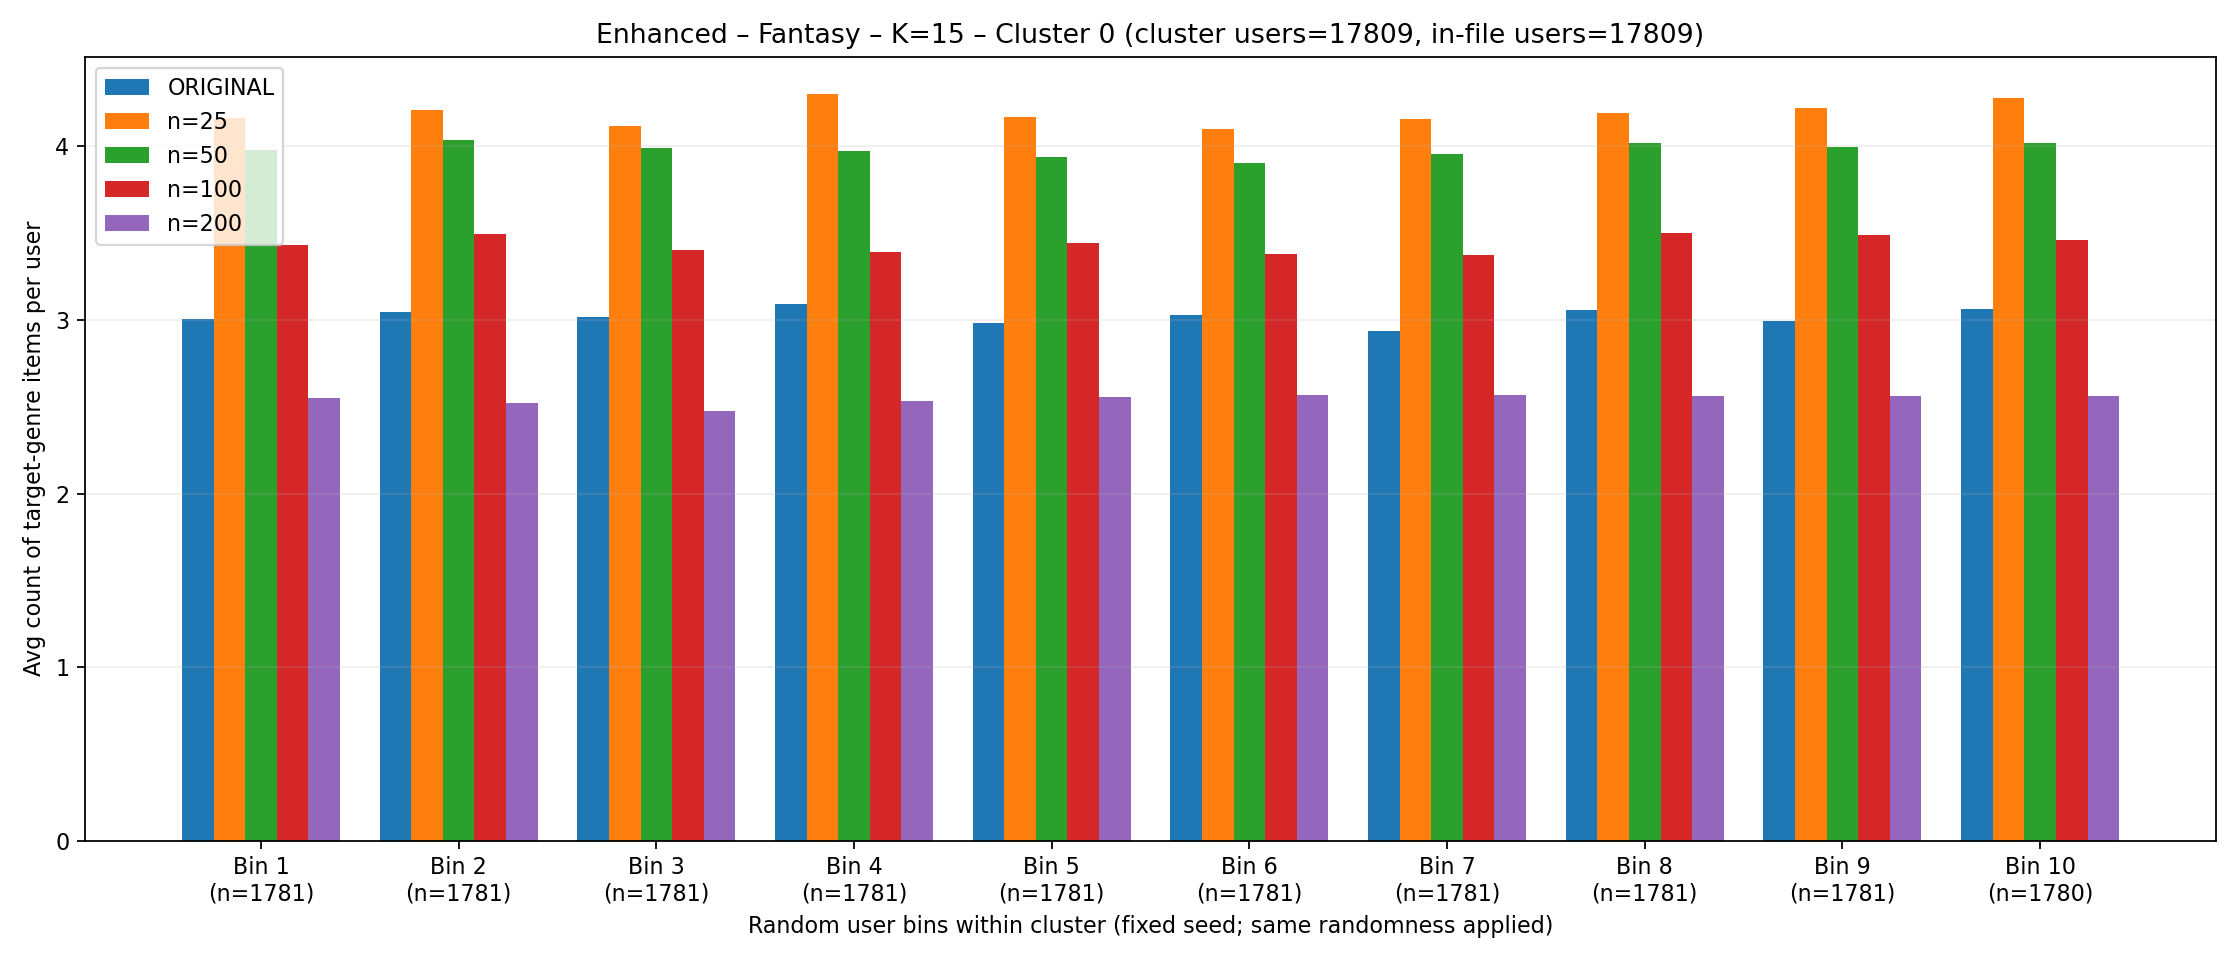 Enhanced – Fantasy – K=15 – Cluster 0 (cluster users=17809, in-file users=17809)
ORIGINAL
n=25
n=50
n=100
n=200
Avg count of target-genre items per user
4
3
2
1
0
Bin 1
(n=1781)
Bin 2
(n=1781)
Bin 3
(n=1781)
Bin 4
(n=1781)
Bin 5
(n=1781)
Bin 6
(n=1781)
Bin 7
(n=1781)
Bin 8
(n=1781)
Bin 9
(n=1781)
Bin 10
(n=1780)
Random user bins within cluster (fixed seed; same randomness applied)